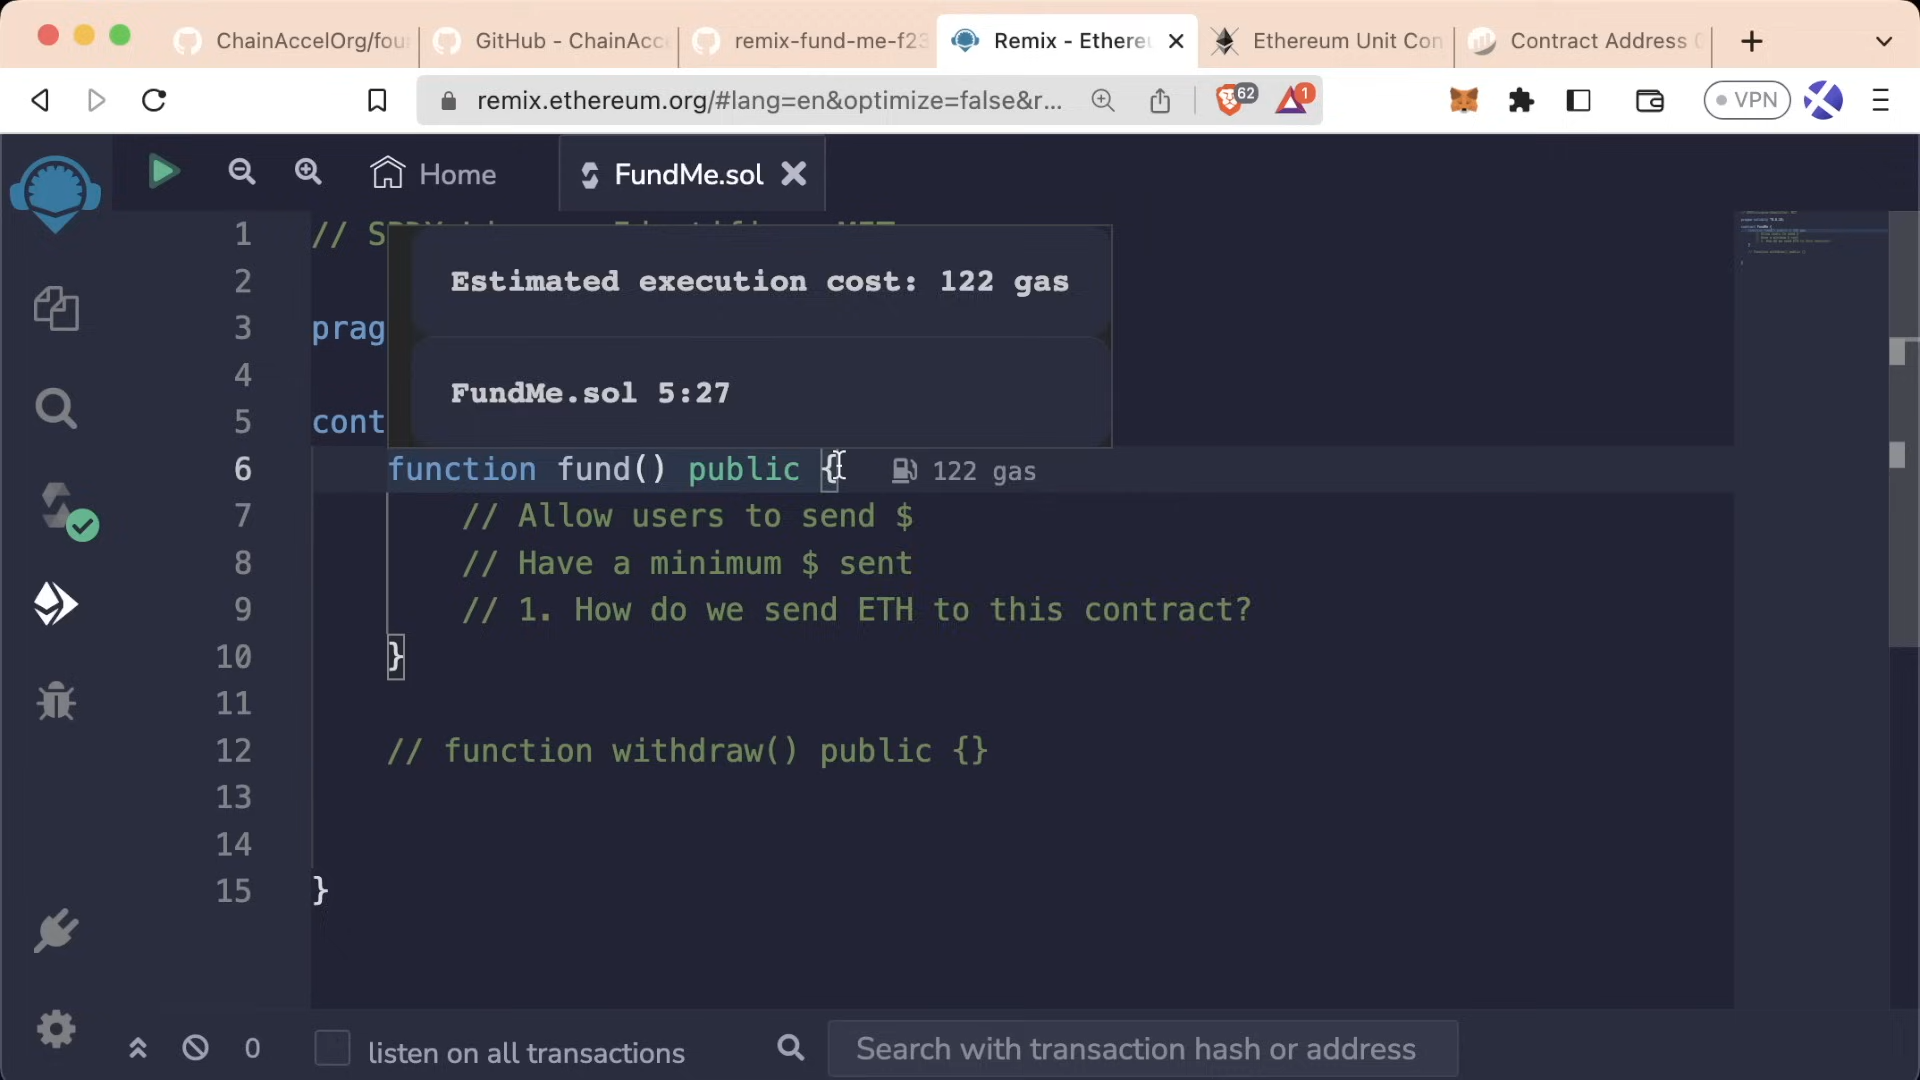 ChainAccelOrg/fou
GitHub - ChainAcc
remix-fund-me-f23
Remix - Ethere
Ethereum Unit Con
Contract Address
remix.ethereum.org/#lang=en&optimize=false&r...
62
1
VPN
Home
FundMe.sol
1 //
2
3 prag
4
5 cont
Estimated execution cost: 122 gas
FundMe.sol 5:27
6 function fund() public { 122 gas
7 // Allow users to send $
8 // Have a minimum $ sent
9 // 1. How do we send ETH to this contract?
10 }
11
12 // function withdraw() public {}
13
14
15 }
0
listen on all transactions
Search with transaction hash or address